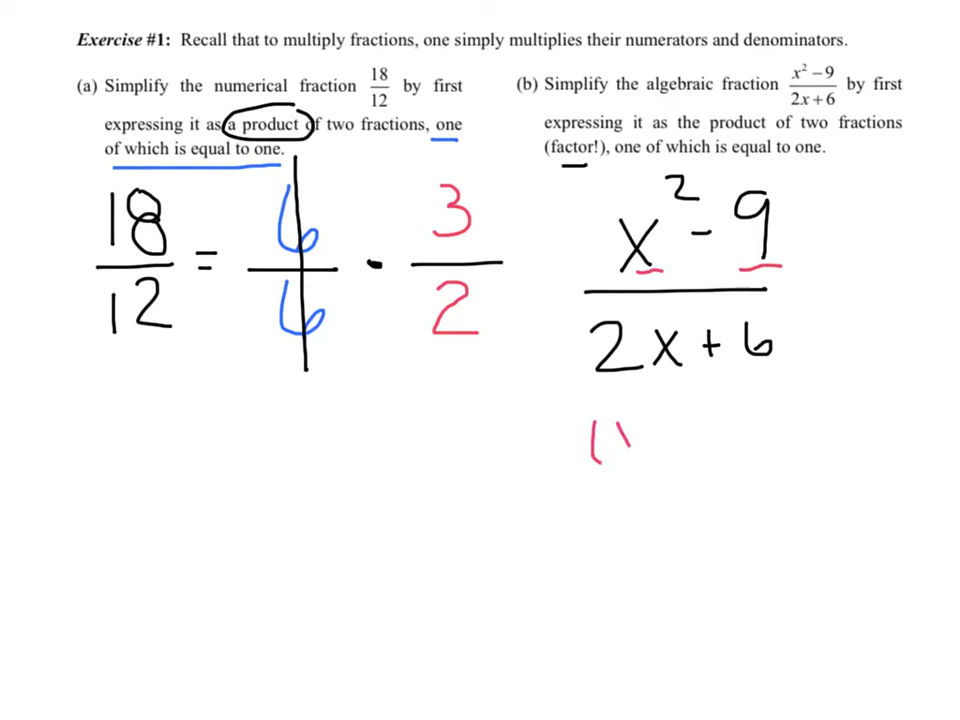 Exercise #1: Recall that to multiply fractions, one simply multiplies their numerators and denominators.
(a) Simplify the numerical fraction 18/12 by first
expressing it as a product of two fractions, one
of which is equal to one.
18/12 = 6/6 · 3/2
(b) Simplify the algebraic fraction x² − 9/2x + 6 by first
expressing it as the product of two fractions
(factor!), one of which is equal to one.
x² - 9
2x + 6
(